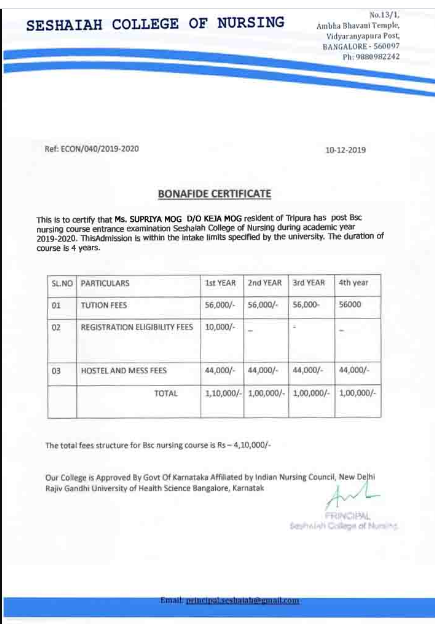 SESHAIAH COLLEGE OF NURSING
No.13/1,
Ambha Bhavani Temple,
Vidyaranyapura Post,
BANGALORE - 560097
Ph: 9880982242
Ref: ECON/040/2019-2020
10-12-2019
BONAFIDE CERTIFICATE
This is to certify that Ms. SUPRIYA MOG D/O KEJA MOG resident of Tripura has post Bsc
nursing course entrance examination Seshaiah College of Nursing during academic year
2019-2020. ThisAdmission is within the intake limits specified by the university. The duration of
course is 4 years.
SL.NO PARTICULARS 1st YEAR 2nd YEAR 3rd YEAR 4th year
01 TUTION FEES 56,000/- 56,000/- 56,000- 56000
02 REGISTRATION ELIGIBILITY FEES 10,000/- _ - _
03 HOSTEL AND MESS FEES 44,000/- 44,000/- 44,000/- 44,000/-
TOTAL 1,10,000/- 1,00,000/- 1,00,000/- 1,00,000/-
The total fees structure for Bsc nursing course is Rs – 4,10,000/-
Our College is Approved By Govt Of Karnataka Affiliated by Indian Nursing Council, New Delhi
Rajiv Gandhi University of Health Science Bangalore, Karnatak
PRINCIPAL
Seshaiah College of Nursing
Email: principal.seshaiah@gmail.com